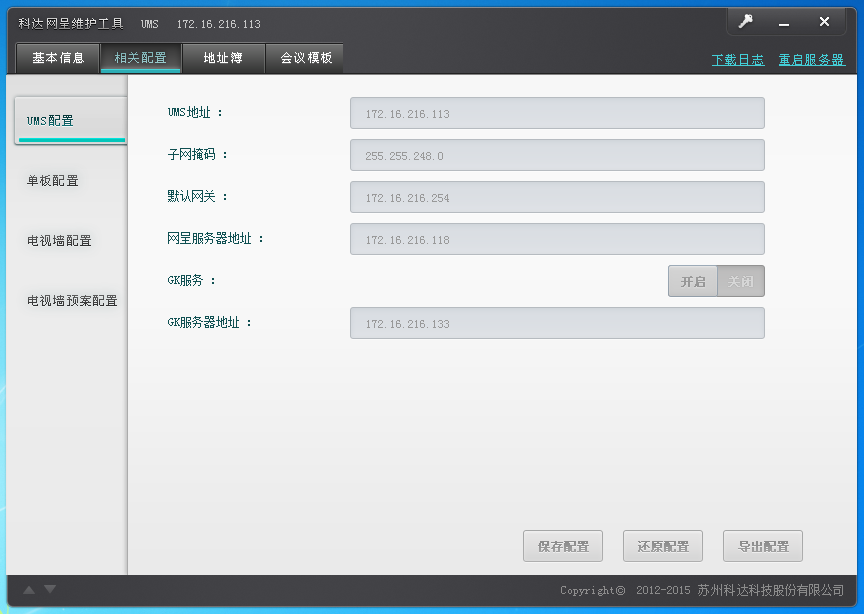 科达网呈维护工具 UMS 172.16.216.113
基本信息 相关配置 地址簿 会议模板 下载日志 重启服务器
UMS配置
单板配置
电视墙配置
电视墙预案配置
UMS地址 : 172.16.216.113
子网掩码 : 255.255.248.0
默认网关 : 172.16.216.254
网呈服务器地址 : 172.16.216.118
GK服务 : 开启 关闭
GK服务器地址 : 172.16.216.133
保存配置 还原配置 导出配置
Copyright© 2012-2015 苏州科达科技股份有限公司